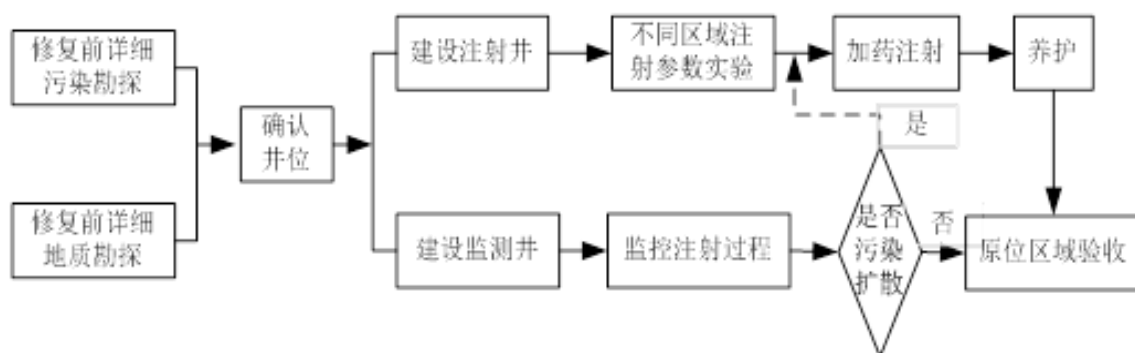 修复前详细
污染勘探
修复前详细
地质勘探
确认
井位
建设注射井
不同区域注
射参数实验
加药注射
养护
建设监测井
监控注射过程
是否
污染
扩散
是
否
原位区域验收